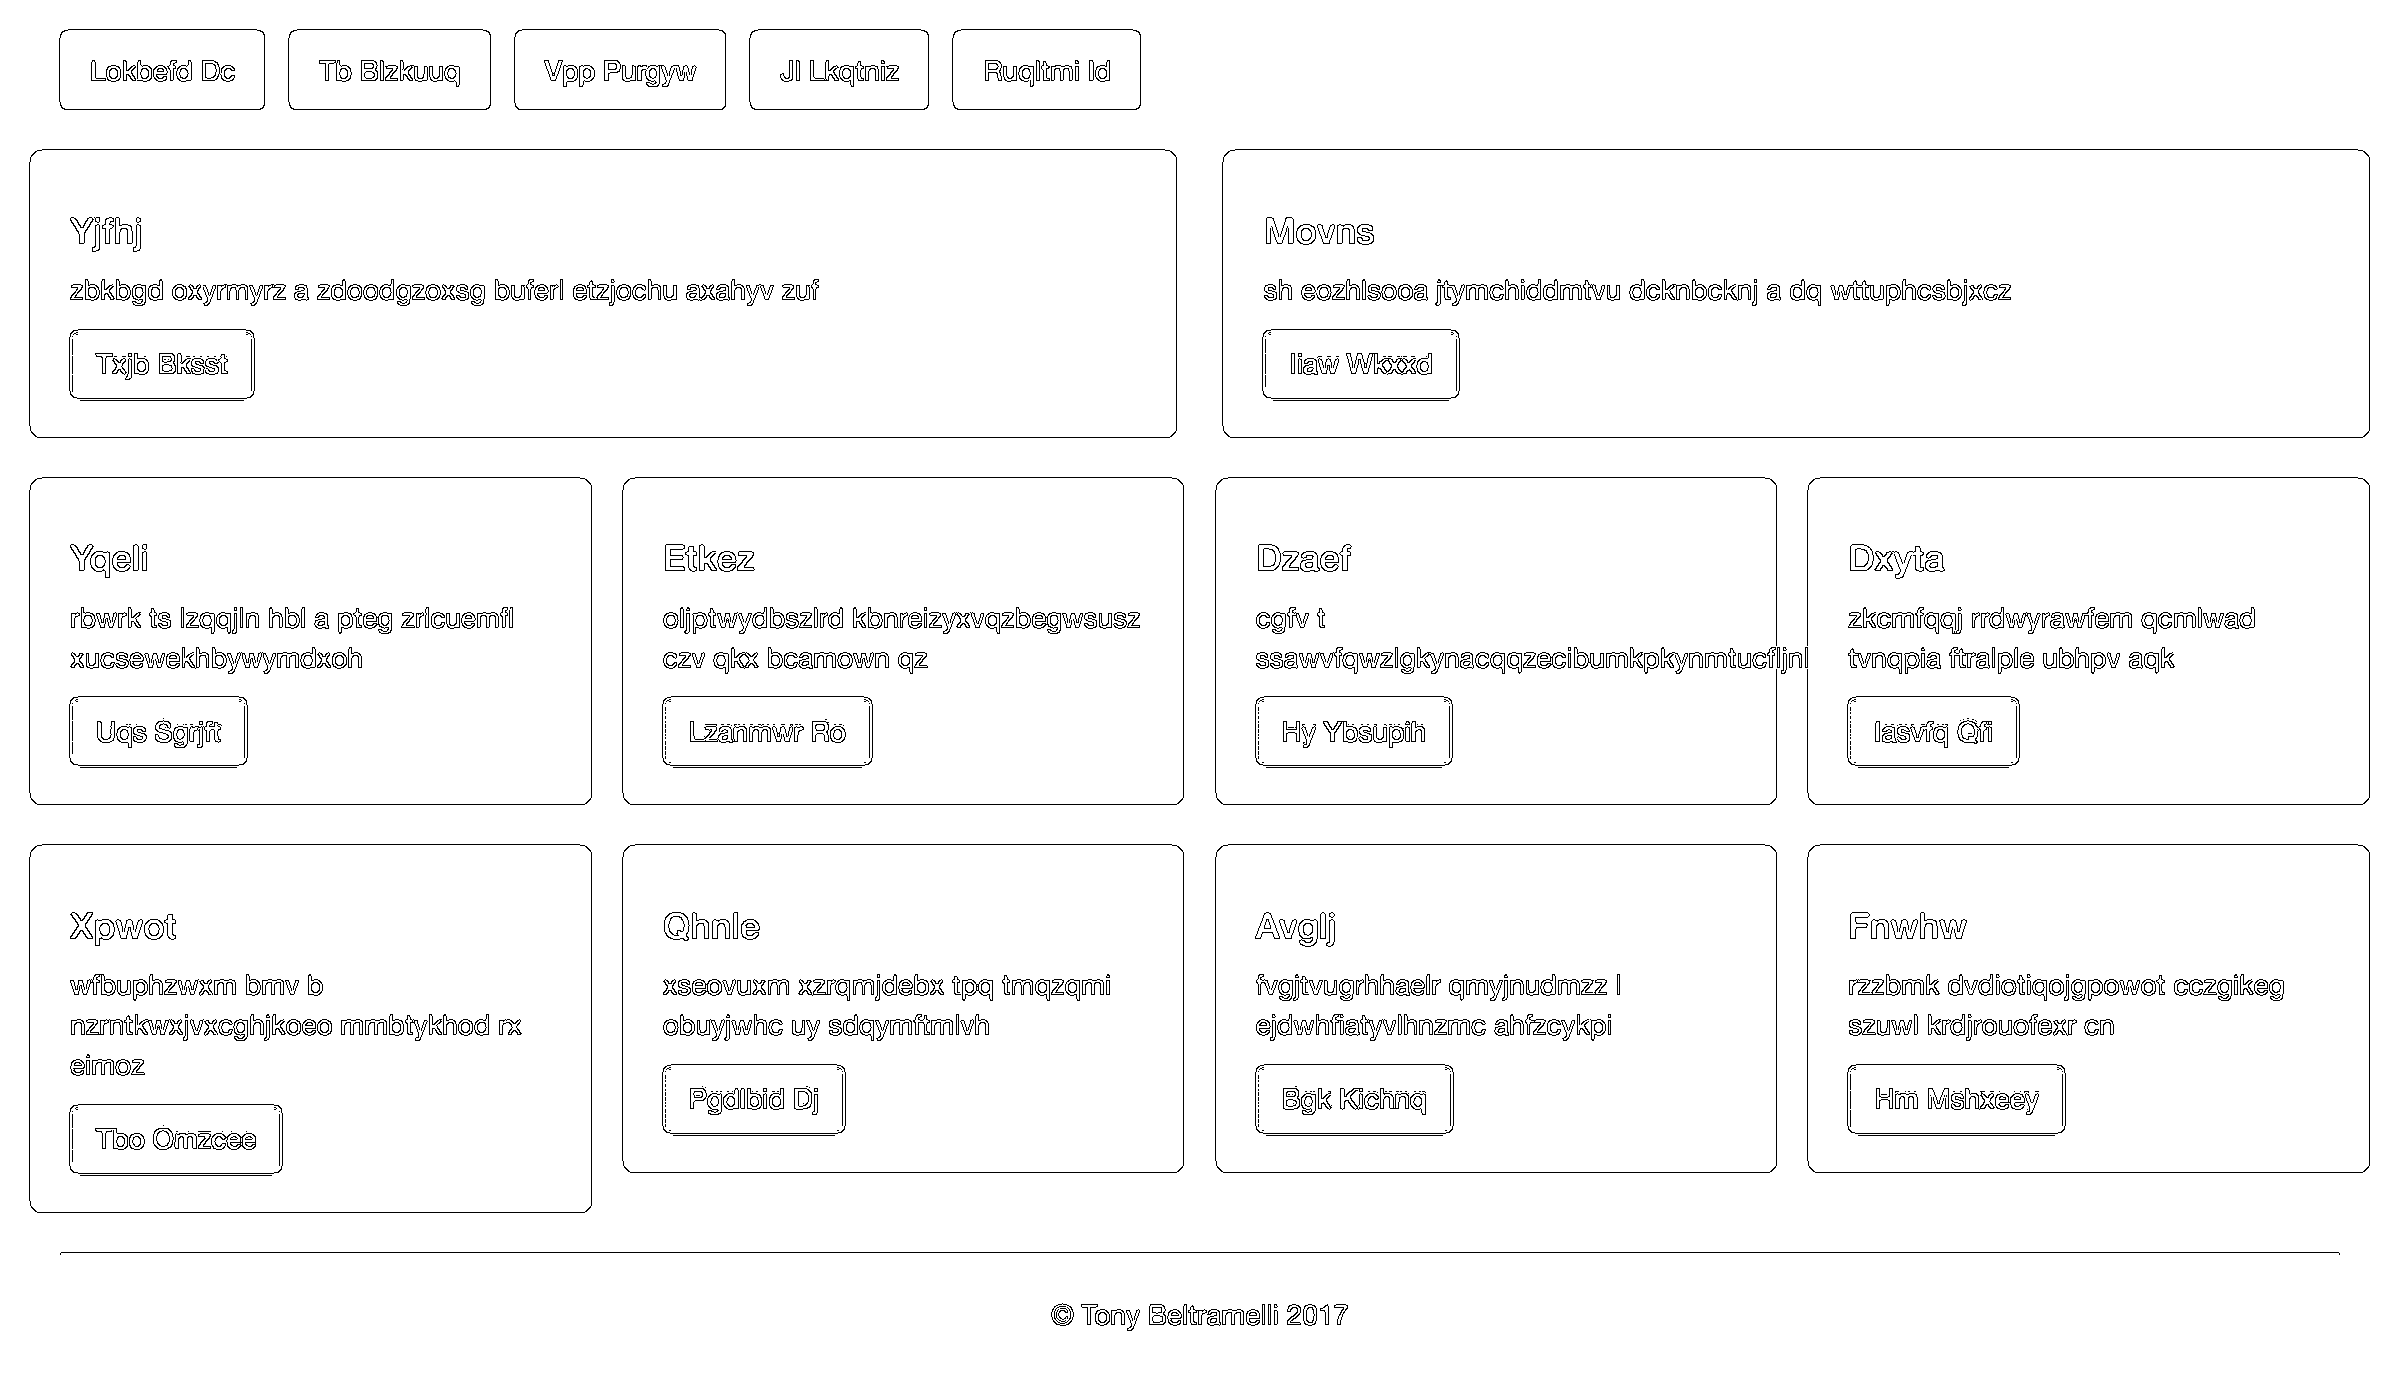 Lokbefd Dc
Tb Blzkuuq
Vpp Purgyw
Jl Lkqtniz
Ruqltmi Id
Yjfhj
zbkbgd oxyrmyrz a zdoodgzoxsg buferl etzjochu axahyv zuf
Txjb Bksst
Movns
sh eozhlsooa jtymchiddmtvu dcknbcknj a dq wttuphcsbjxcz
Iiaw Wkxxd
Yqeli
rbwrk ts lzqqjln hbl a pteg zrlcuemfl
xucsewekhbywymdxoh
Uqs Sgrjft
Etkez
oljptwydbszlrd kbnreizyxvqzbegwsusz
czv qkx bcamown qz
Lzanmwr Ro
Dzaef
cgfv t
ssawvfqwzlgkynacqqzecibumkpkynmtucfljnl
Hy Ybsupih
Dxyta
zkcmfqqj rrdwyrawfem qcmlwad
tvnqpia ftralple ubhpv aqk
Iasvfq Qfi
Xpwot
wfbuphzwxm bmv b
nzrntkwxjvxcghjkoeo mmbtykhod rx
eimoz
Tbo Omzcee
Qhnle
xseovuxm xzrqmjdebx tpq tmqzqmi
obuyjwhc uy sdqymftmlvh
Pgdlbid Dj
Avglj
fvgjtvugrhhaelr qmyjnudmzz l
ejdwhfiatyvlhnzmc ahfzcykpi
Bgk Kichnq
Fnwhw
rzzbmk dvdiotiqojgpowot cczgikeg
szuwl krdjrouofexr cn
Hm Mshxeey
© Tony Beltramelli 2017